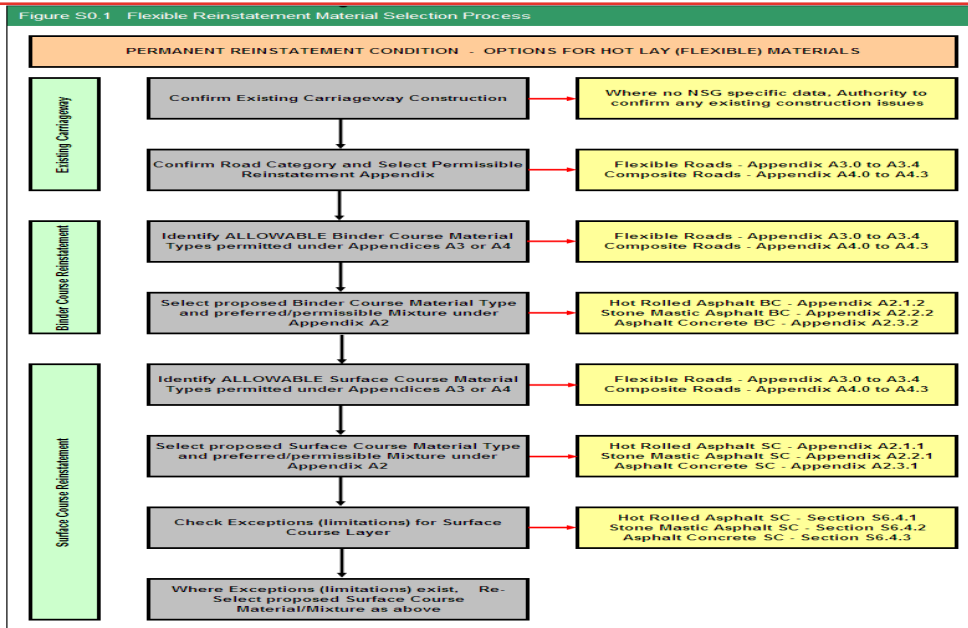 Figure S0.1 Flexible Reinstatement Material Selection Process
PERMANENT REINSTATEMENT CONDITION - OPTIONS FOR HOT LAY (FLEXIBLE) MATERIALS
Existing Carriageway
Confirm Existing Carriageway Construction
Where no NSG specific data, Authority to
confirm any existing construction issues
Confirm Road Category and Select Permissible
Reinstatement Appendix
Flexible Roads - Appendix A3.0 to A3.4
Composite Roads - Appendix A4.0 to A4.3
Binder Course Reinstatement
Identify ALLOWABLE Binder Course Material
Types permitted under Appendices A3 or A4
Flexible Roads - Appendix A3.0 to A3.4
Composite Roads - Appendix A4.0 to A4.3
Select proposed Binder Course Material Type
and preferred/permissible Mixture under
Appendix A2
Hot Rolled Asphalt BC - Appendix A2.1.2
Stone Mastic Asphalt BC - Appendix A2.2.2
Asphalt Concrete BC - Appendix A2.3.2
Surface Course Reinstatement
Identify ALLOWABLE Surface Course Material
Types permitted under Appendices A3 or A4
Flexible Roads - Appendix A3.0 to A3.4
Composite Roads - Appendix A4.0 to A4.3
Select proposed Surface Course Material Type
and preferred/permissible Mixture under
Appendix A2
Hot Rolled Asphalt SC - Appendix A2.1.1
Stone Mastic Asphalt SC - Appendix A2.2.1
Asphalt Concrete SC - Appendix A2.3.1
Check Exceptions (limitations) for Surface
Course Layer
Hot Rolled Asphalt SC - Section S6.4.1
Stone Mastic Asphalt SC - Section S6.4.2
Asphalt Concrete SC - Section S6.4.3
Where Exceptions (limitations) exist, Re-
Select proposed Surface Course
Material/Mixture as above